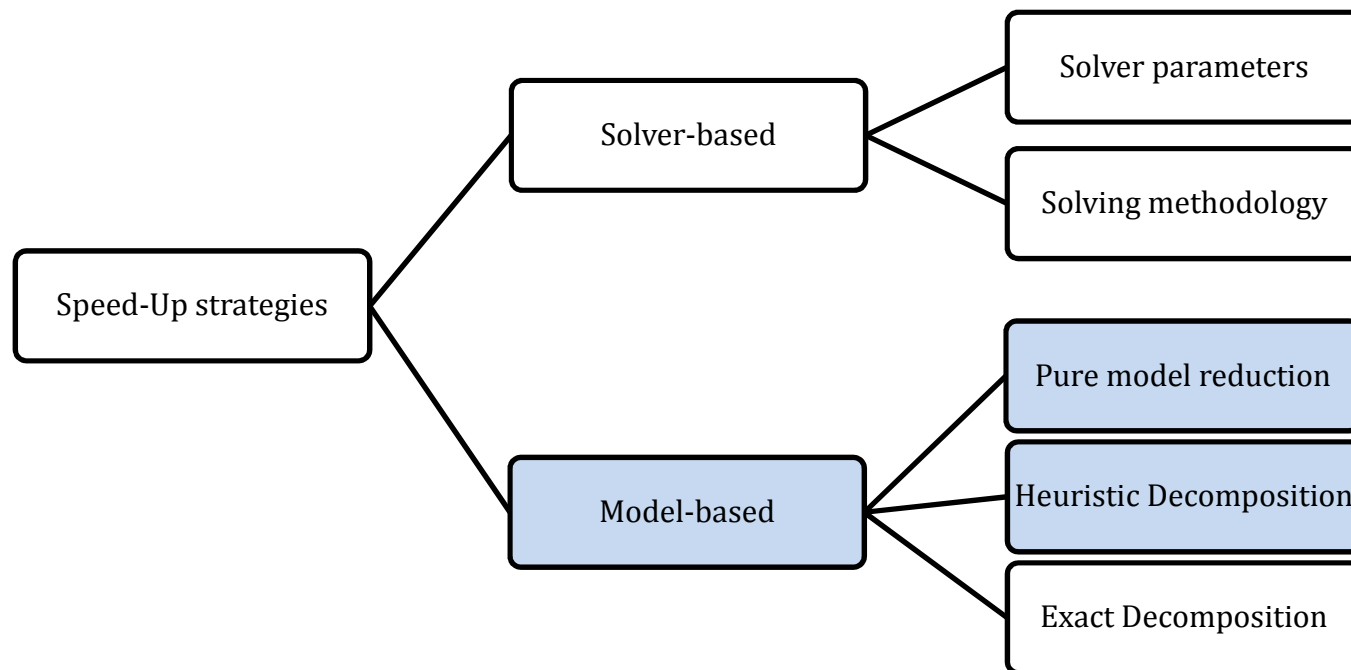 Solver parameters
Solver-based
Solving methodology
Speed-Up strategies
Pure model reduction
Heuristic Decomposition
Model-based
Exact Decomposition